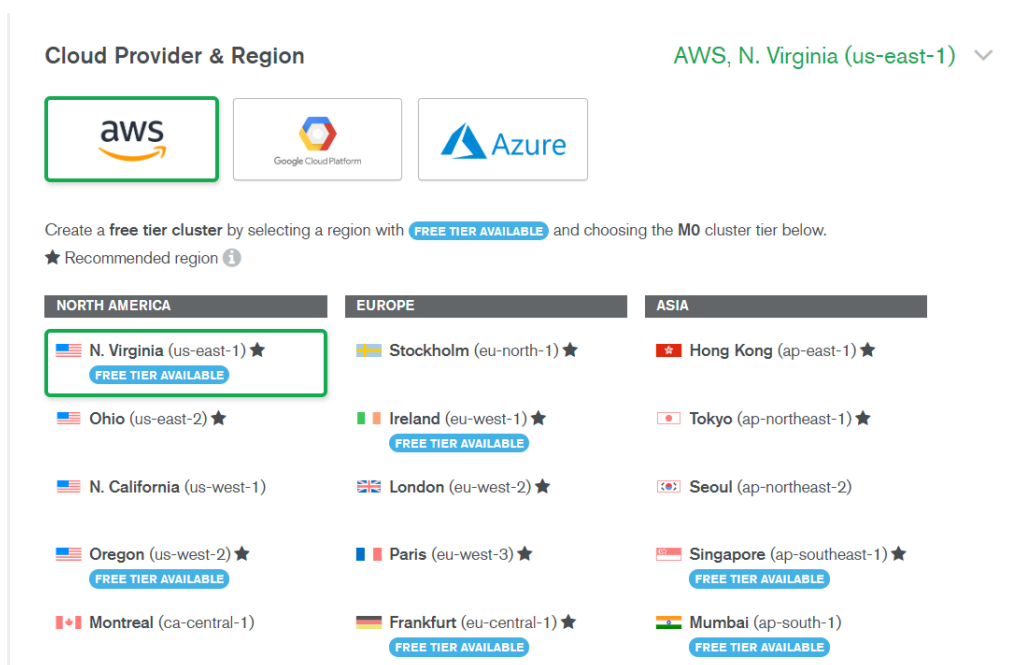 Cloud Provider & Region
AWS, N. Virginia (us-east-1)
aws
Google Cloud Platform
Azure
Create a free tier cluster by selecting a region with FREE TIER AVAILABLE and choosing the M0 cluster tier below.
★ Recommended region i
NORTH AMERICA
N. Virginia (us-east-1) ★
FREE TIER AVAILABLE
Ohio (us-east-2) ★
N. California (us-west-1)
Oregon (us-west-2) ★
FREE TIER AVAILABLE
Montreal (ca-central-1)
EUROPE
Stockholm (eu-north-1) ★
Ireland (eu-west-1) ★
FREE TIER AVAILABLE
London (eu-west-2) ★
Paris (eu-west-3) ★
Frankfurt (eu-central-1) ★
FREE TIER AVAILABLE
ASIA
Hong Kong (ap-east-1) ★
Tokyo (ap-northeast-1) ★
Seoul (ap-northeast-2)
Singapore (ap-southeast-1) ★
FREE TIER AVAILABLE
Mumbai (ap-south-1)
FREE TIER AVAILABLE